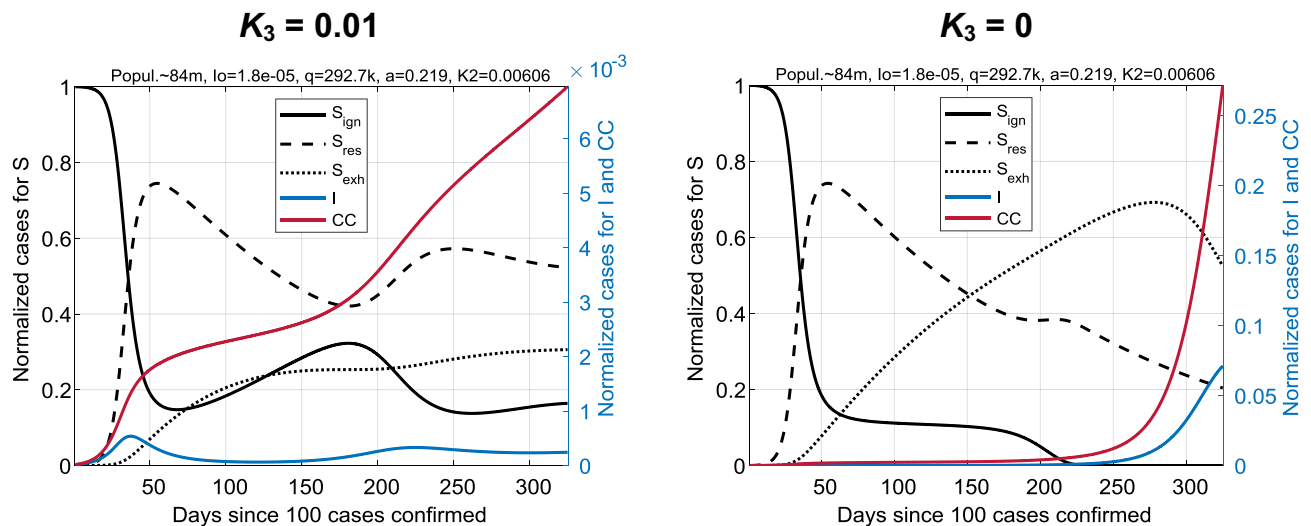 K3 = 0.01
Popul.~84m, Io=1.8e-05, q=292.7k, a=0.219, K2=0.00606
× 10-3
Normalized cases for S
1
0.8
0.6
0.4
0.2
0
Sign
Sres
Sexh
I
CC
6
5
4
3
2
1
0
Normalized cases for I and CC
50 100 150 200 250 300
Days since 100 cases confirmed
K3 = 0
Popul.~84m, Io=1.8e-05, q=292.7k, a=0.219, K2=0.00606
Normalized cases for S
1
0.8
0.6
0.4
0.2
0
Sign
Sres
Sexh
I
CC
0.25
0.2
0.15
0.1
0.05
0
Normalized cases for I and CC
50 100 150 200 250 300
Days since 100 cases confirmed